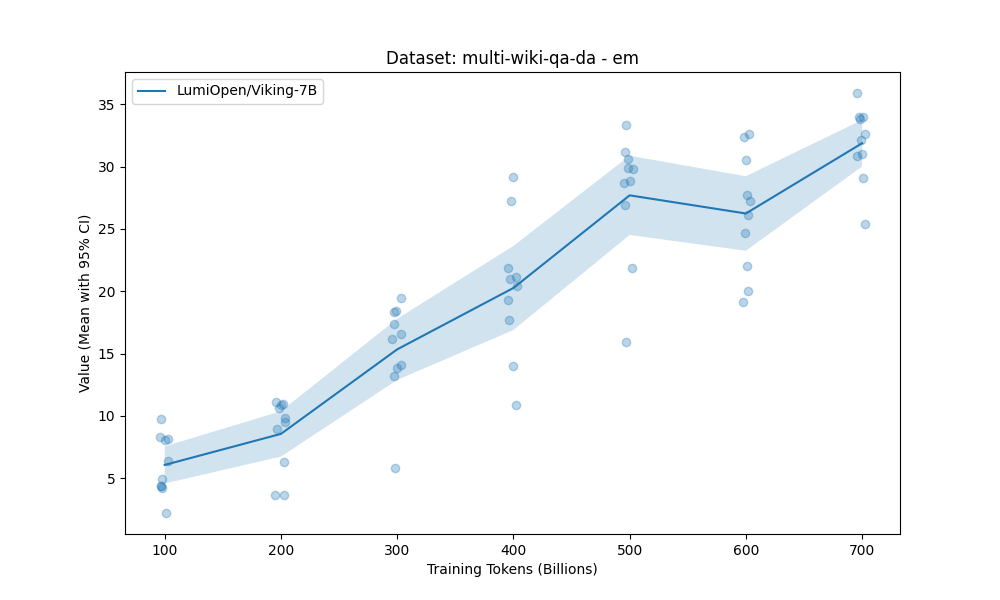 Dataset: multi-wiki-qa-da - em
LumiOpen/Viking-7B
Value (Mean with 95% CI)
35
30
25
20
15
10
5
100 200 300 400 500 600 700
Training Tokens (Billions)